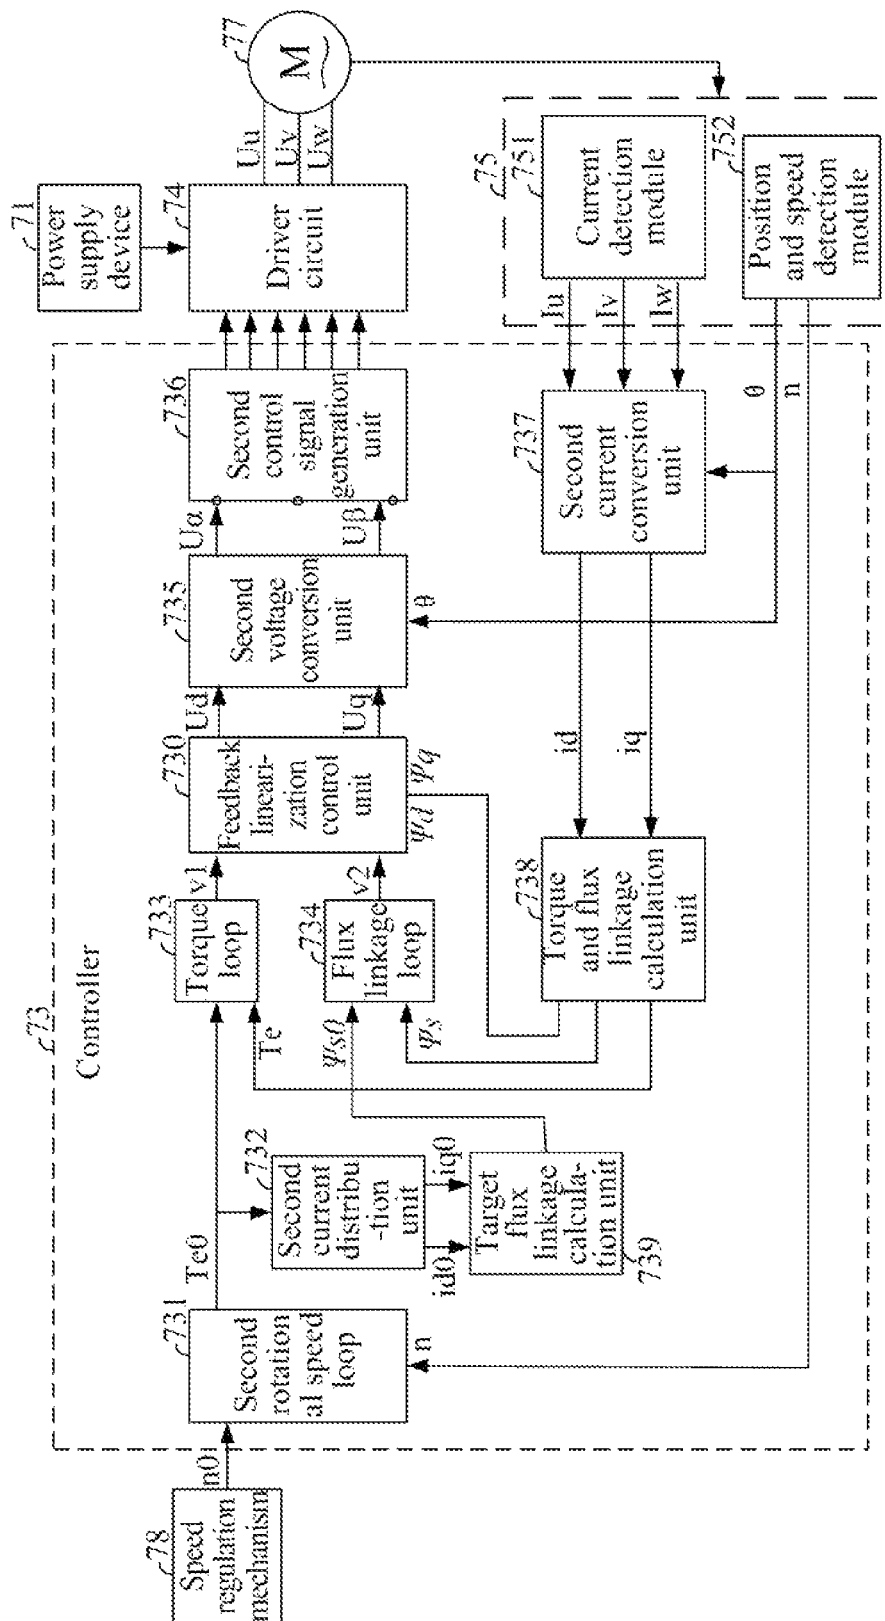 78
Speed
regulation
mechanism
n0
73
Controller
731
Second
rotation
al speed
loop
n
Te0
732
Second
current
distribu
-tion
unit
id0
iq0
Target
flux
linkage
calcula-
tion unit
739
733
Torque
loop
Te
734
Flux
linkage
loop
Ψs0
Ψs
v1
v2
730
Feedback
lineari-
zation
control
unit
Ψd
Ψq
Ud
Uq
735
Second
voltage
conversion
unit
θ
Uα
Uβ
736
Second
control
signal
generation
unit
71
Power
supply
device
74
Driver
circuit
Uu
Uv
Uw
77
M
738
Torque
and flux
linkage
calculation
unit
id
iq
737
Second
current
conversion
unit
Iu
Iv
Iw
θ
n
75
751
Current
detection
module
752
Position
and speed
detection
module